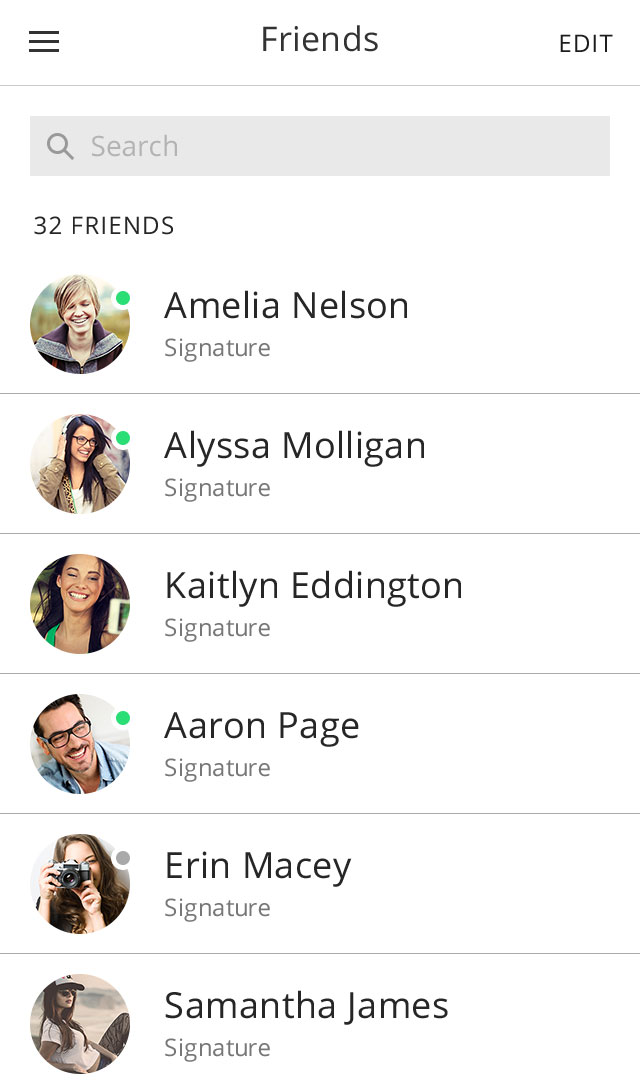 Friends
EDIT
Search
32 FRIENDS
Amelia Nelson
Signature
Alyssa Molligan
Signature
Kaitlyn Eddington
Signature
Aaron Page
Signature
Erin Macey
Signature
Samantha James
Signature